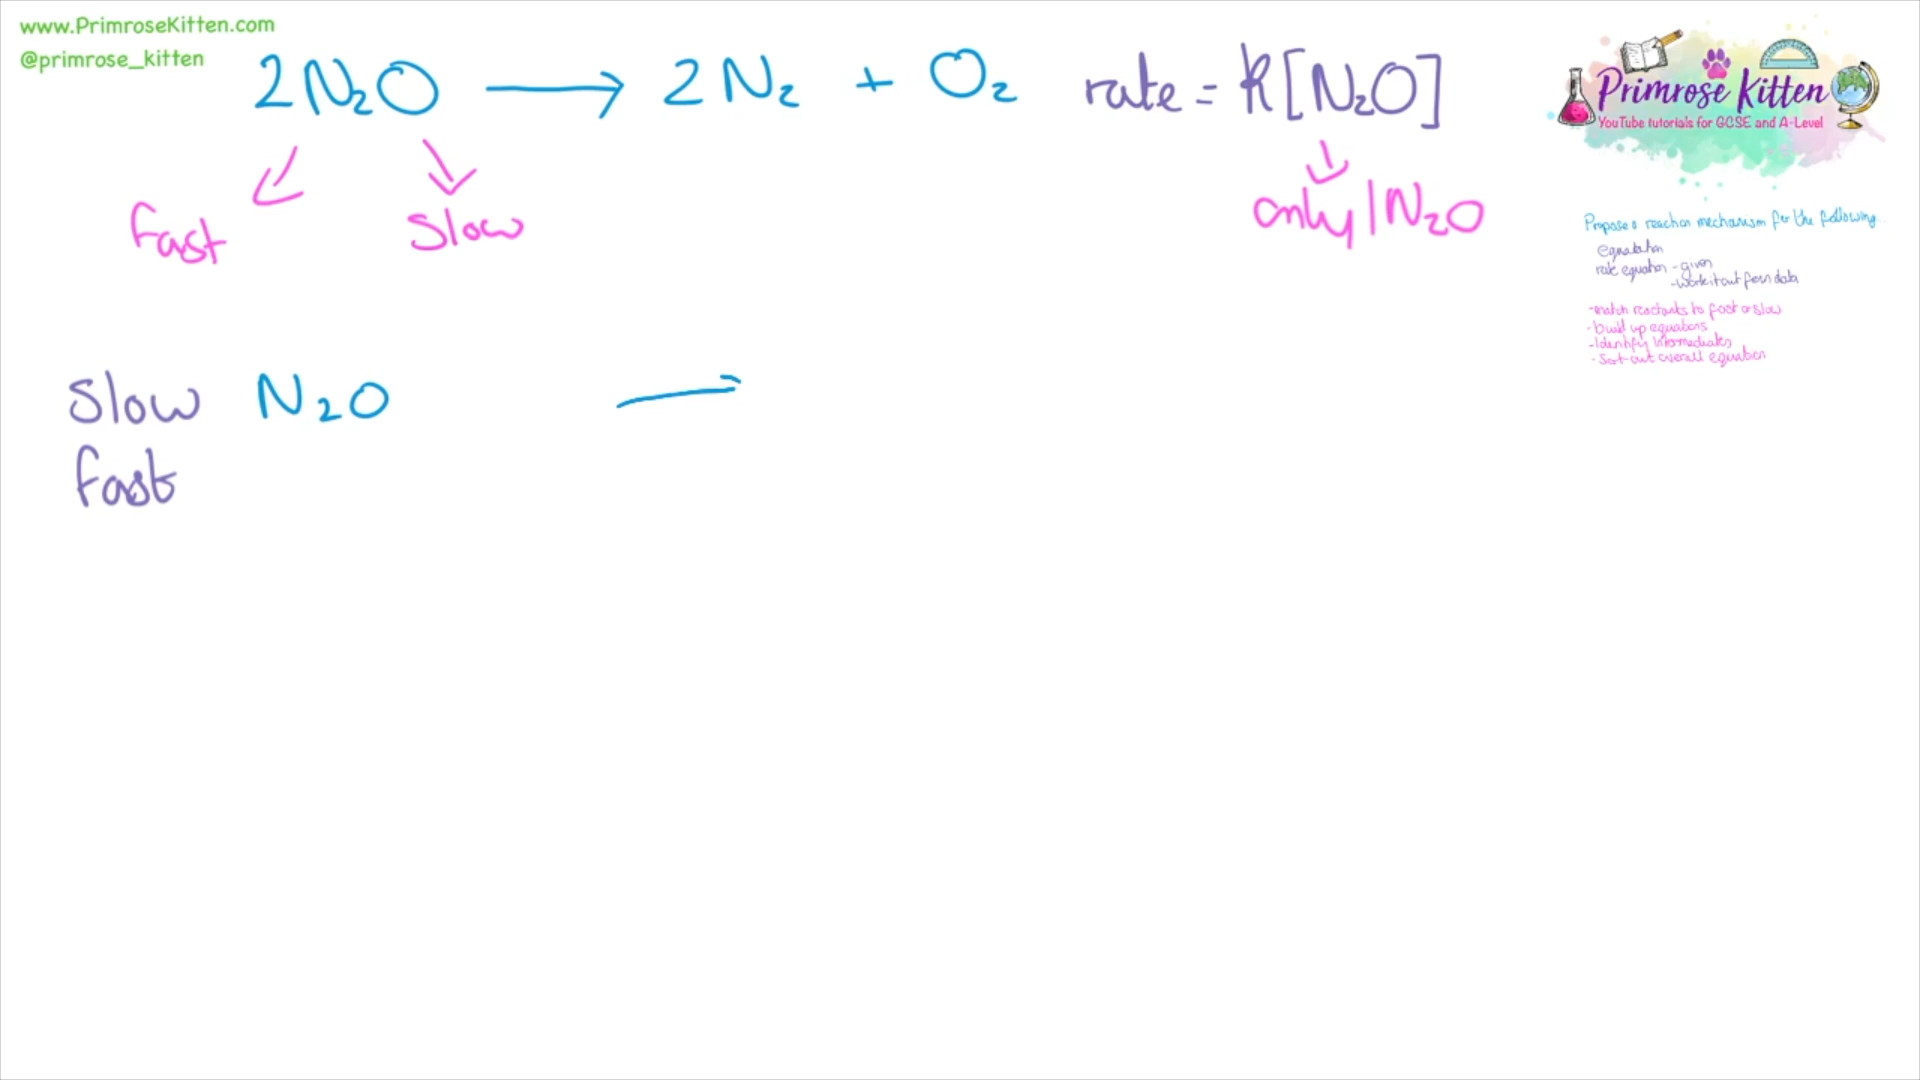 www.PrimroseKitten.com
@primrose_kitten
2N₂O → 2N₂ + O₂ rate = k[N₂O]
Primrose Kitten
YouTube tutorials for GCSE and A-Level
fast slow
only 1 N₂O
Propose a reaction mechanism for the following
equation
rate equation - given
- work it out from data
- match reactants to fast or slow
- build up equations
- Identify intermediates
- Sort out overall equation
Slow N₂O →
fast